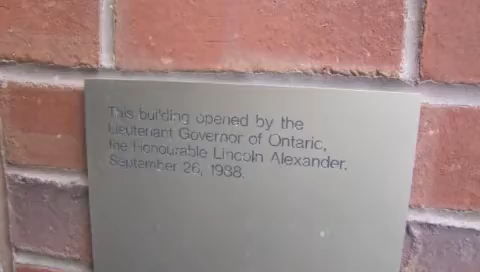 This building opened by the
Lieutenant Governor of Ontario,
the Honourable Lincoln Alexander.
September 26, 1988.